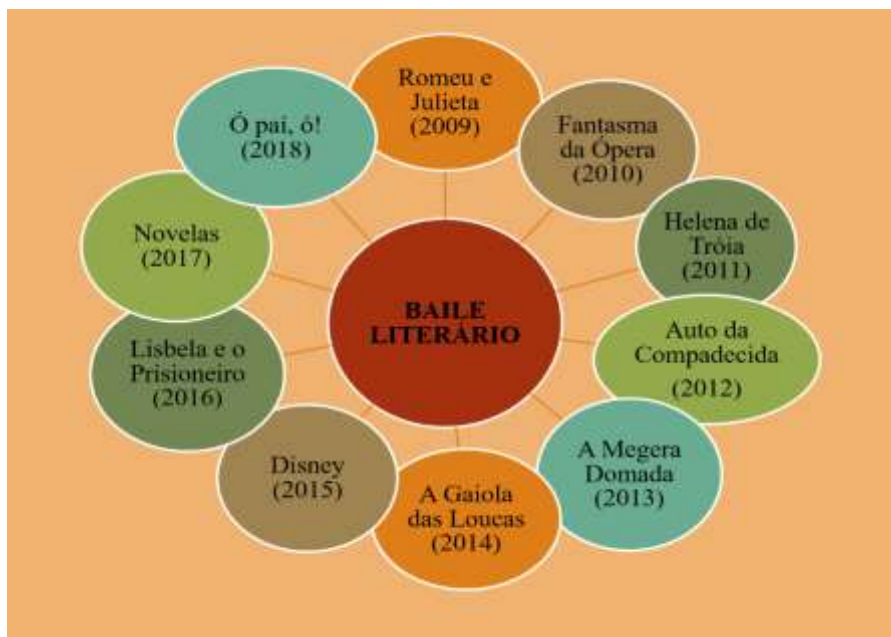 Romeu e
Julieta
(2009)
Fantasma
da Ópera
(2010)
Helena de
Tróia
(2011)
Auto da
Compadecida
(2012)
A Megera
Domada
(2013)
A Gaiola
das Loucas
(2014)
Disney
(2015)
Lisbela e o
Prisioneiro
(2016)
Novelas
(2017)
Ó paí, ó!
(2018)
BAILE
LITERÁRIO